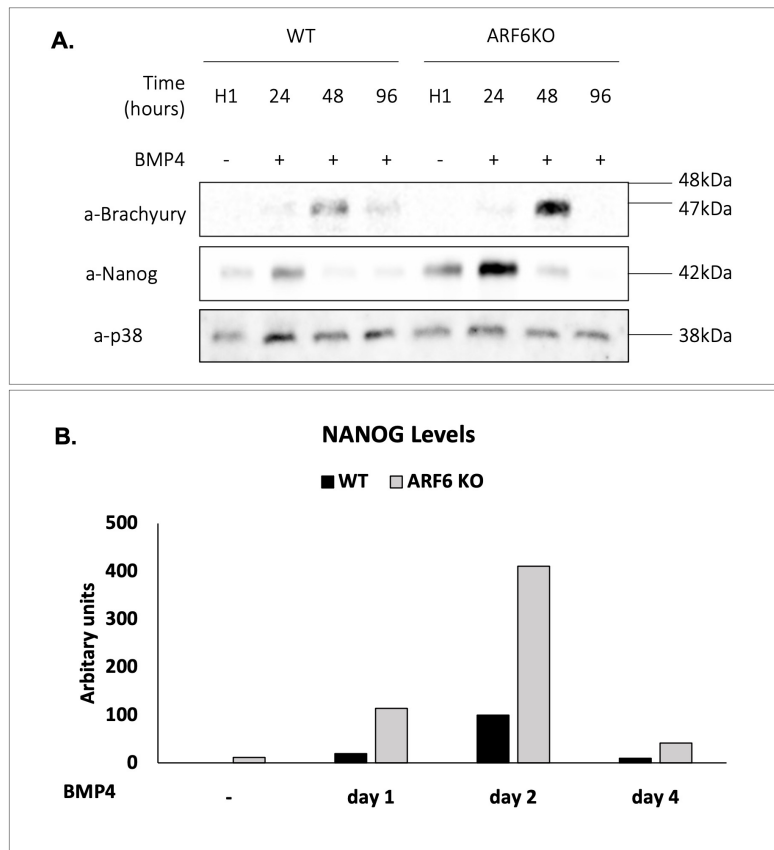 A.
WT ARF6KO
Time (hours) H1 24 48 96 H1 24 48 96
BMP4 - + + + - + + +
48kDa
a-Brachyury 47kDa
a-Nanog 42kDa
a-p38 38kDa
B.
NANOG Levels
WT ARF6 KO
500
400
300
200
100
0
Arbitary units
BMP4 - day 1 day 2 day 4